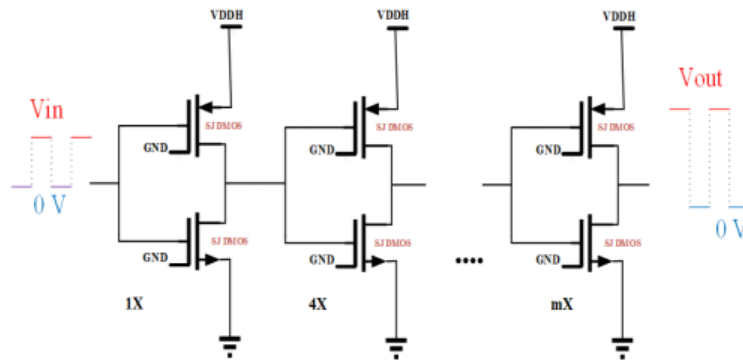 VDDH VDDH VDDH
Vin Vout
SJ DMOS SJ DMOS SJ DMOS
GND GND GND
0 V 0 V
SJ DMOS SJ DMOS SJ DMOS
GND GND GND
....
1X 4X mX